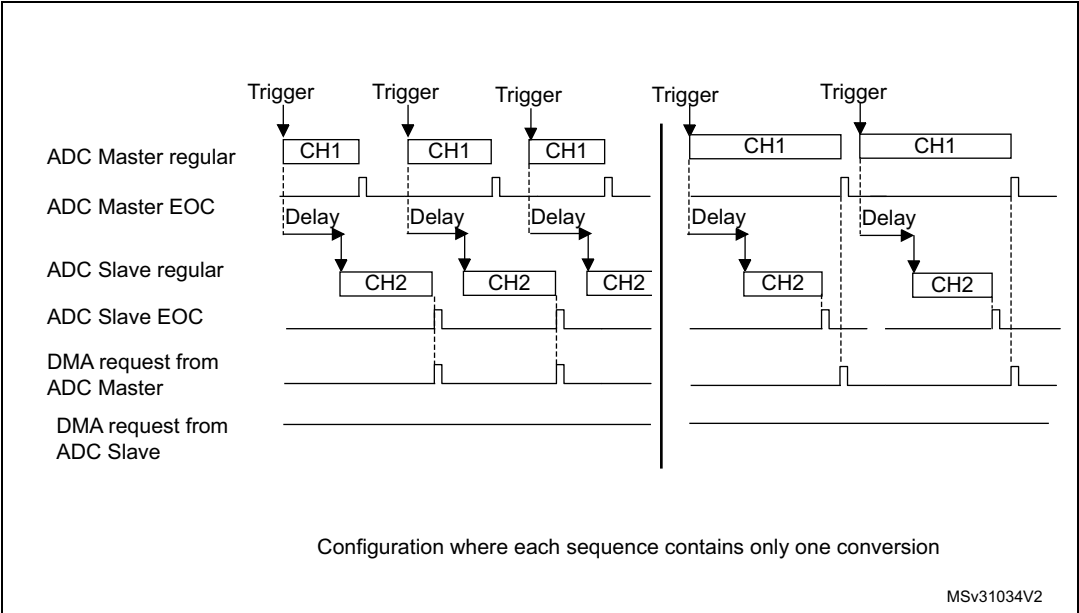 Trigger Trigger Trigger Trigger Trigger
ADC Master regular CH1 CH1 CH1 CH1 CH1
ADC Master EOC
Delay Delay Delay Delay Delay
ADC Slave regular CH2 CH2 CH2 CH2 CH2
ADC Slave EOC
DMA request from
ADC Master
DMA request from
ADC Slave
Configuration where each sequence contains only one conversion
MSv31034V2